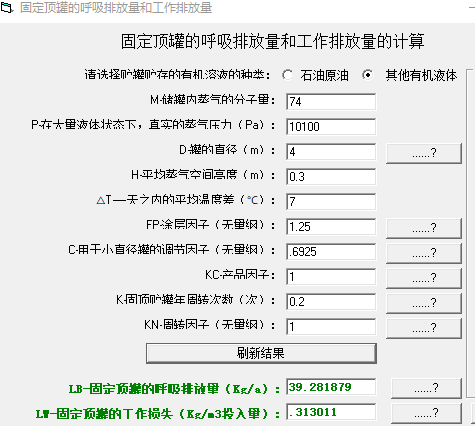 固定顶罐的呼吸排放量和工作排放量
固定顶罐的呼吸排放量和工作排放量的计算
请选择贮罐贮存的有机溶液的种类: 石油原油 其他有机液体
M-储罐内蒸气的分子量: 74
P-在大量液体状态下,真实的蒸气压力(Pa): 10100
D-罐的直径(m): 4 ......?
H-平均蒸气空间高度(m): 0.3
△T-一天之内的平均温度差(℃): 7
FP-涂层因子(无量纲): 1.25 ......?
C-用于小直径罐的调节因子(无量纲): .6925 ......?
KC-产品因子: 1 ......?
K-固顶贮罐年周转次数(次): 0.2 ......?
KN-周转因子(无量纲): 1 ......?
刷新结果
LB-固定顶罐的呼吸排放量(Kg/a): 39.281879 ......?
LW-固定顶罐的工作损失(Kg/m3投入量): .313011 ......?